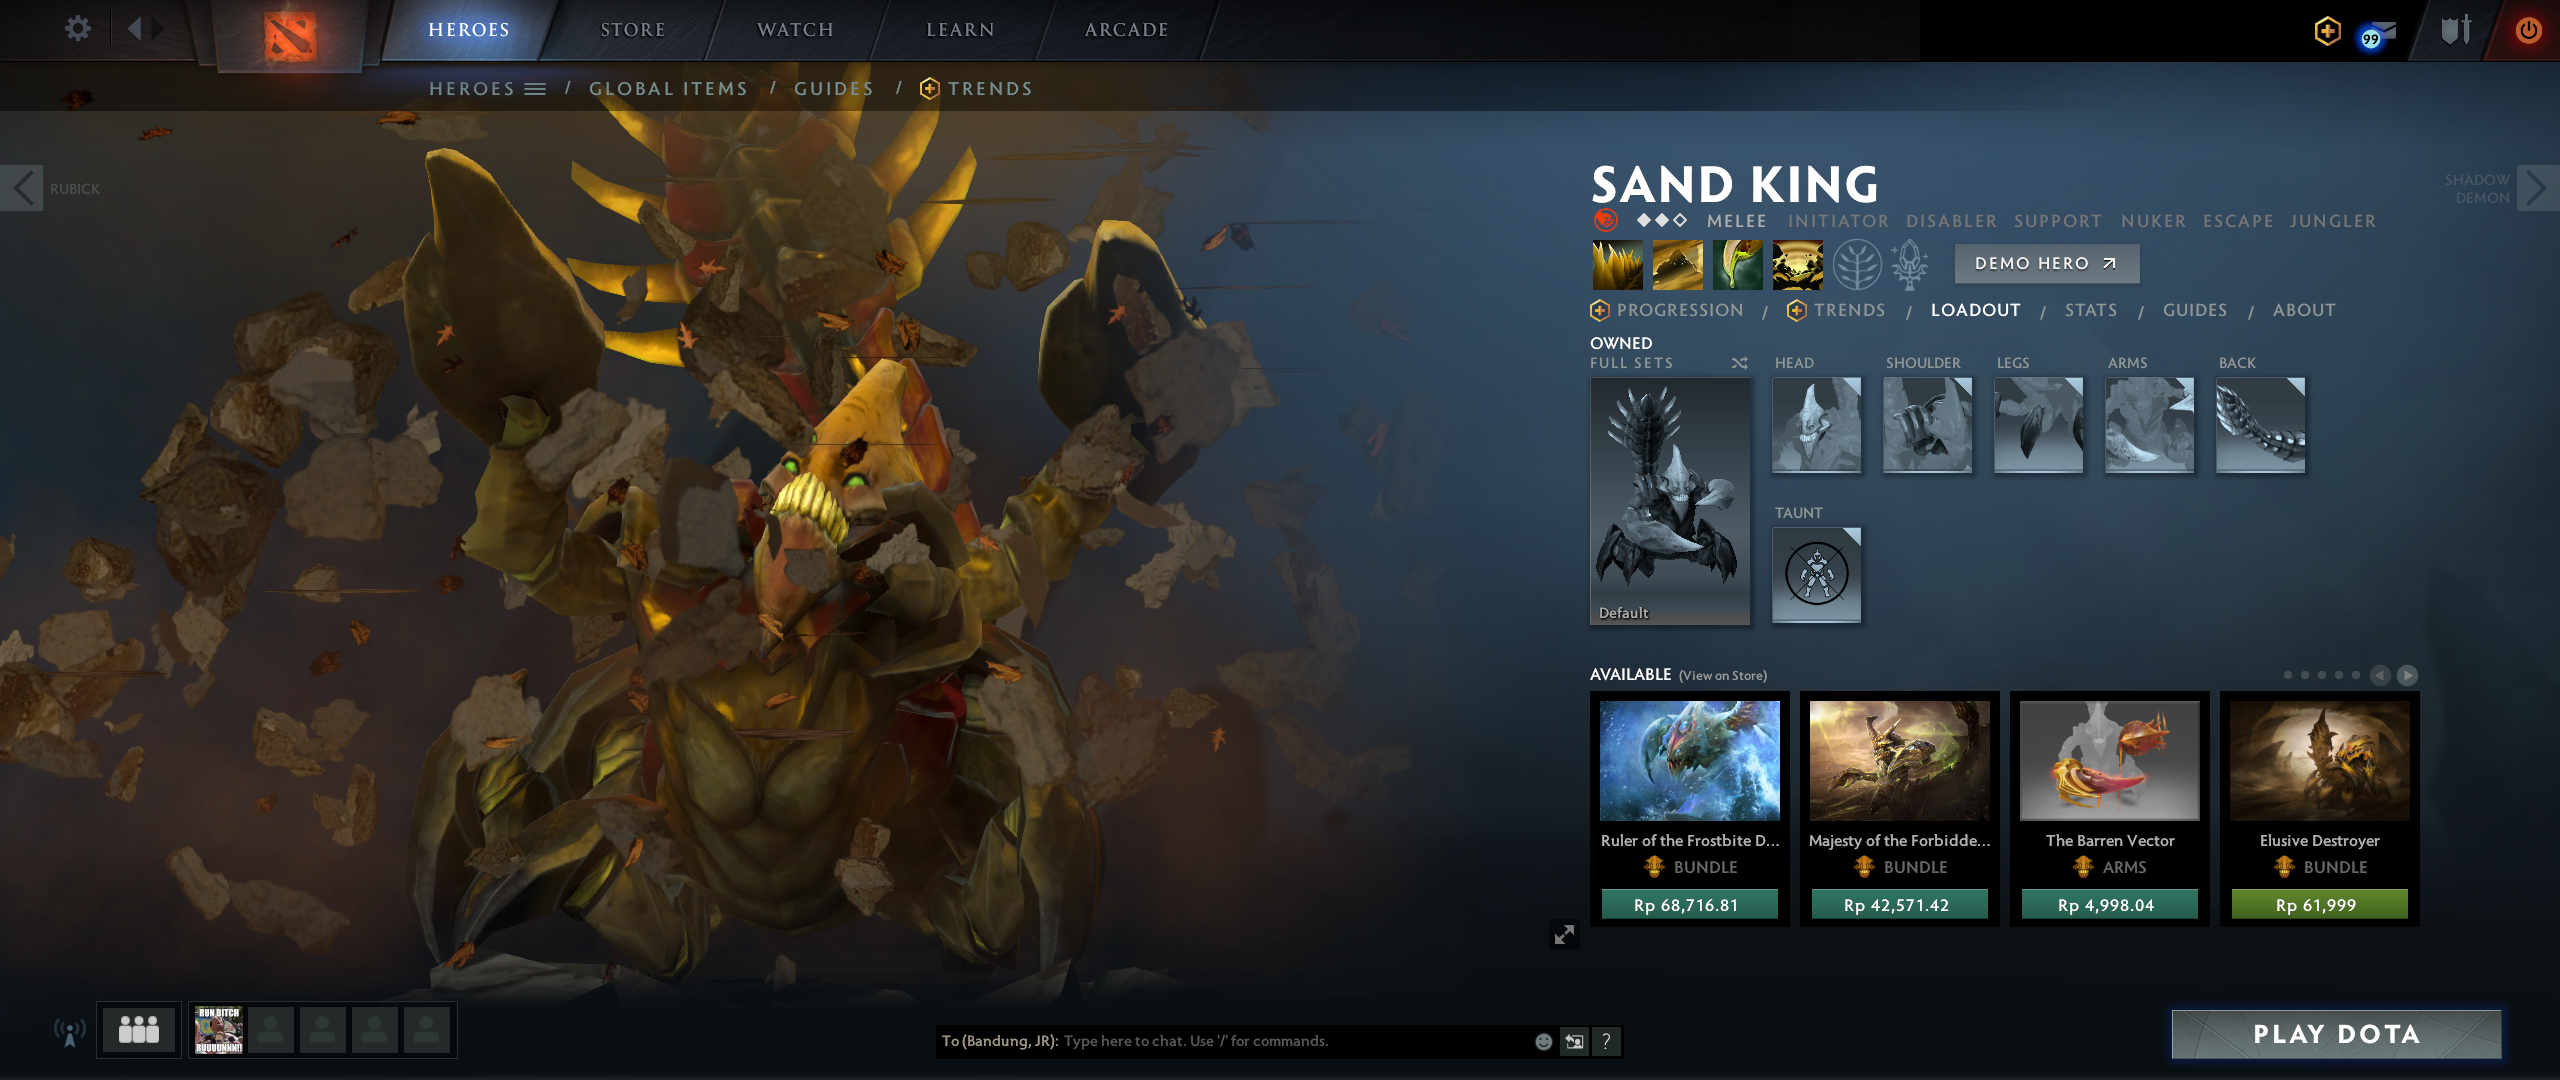 HEROES
STORE
WATCH
LEARN
ARCADE
99
HEROES / GLOBAL ITEMS / GUIDES / TRENDS
RUBICK
SHADOW
DEMON
SAND KING
MELEE INITIATOR DISABLER SUPPORT NUKER ESCAPE JUNGLER
DEMO HERO
PROGRESSION / TRENDS / LOADOUT / STATS / GUIDES / ABOUT
OWNED
FULL SETS
HEAD
SHOULDER
LEGS
ARMS
BACK
TAUNT
Default
AVAILABLE (View on Store)
Ruler of the Frostbite D...
BUNDLE
Rp 68,716.81
Majesty of the Forbidde...
BUNDLE
Rp 42,571.42
The Barren Vector
ARMS
Rp 4,998.04
Elusive Destroyer
BUNDLE
Rp 61,999
RUN BITCH
RUUUUNNN!!
To (Bandung, JR): Type here to chat. Use '/' for commands.
?
PLAY DOTA